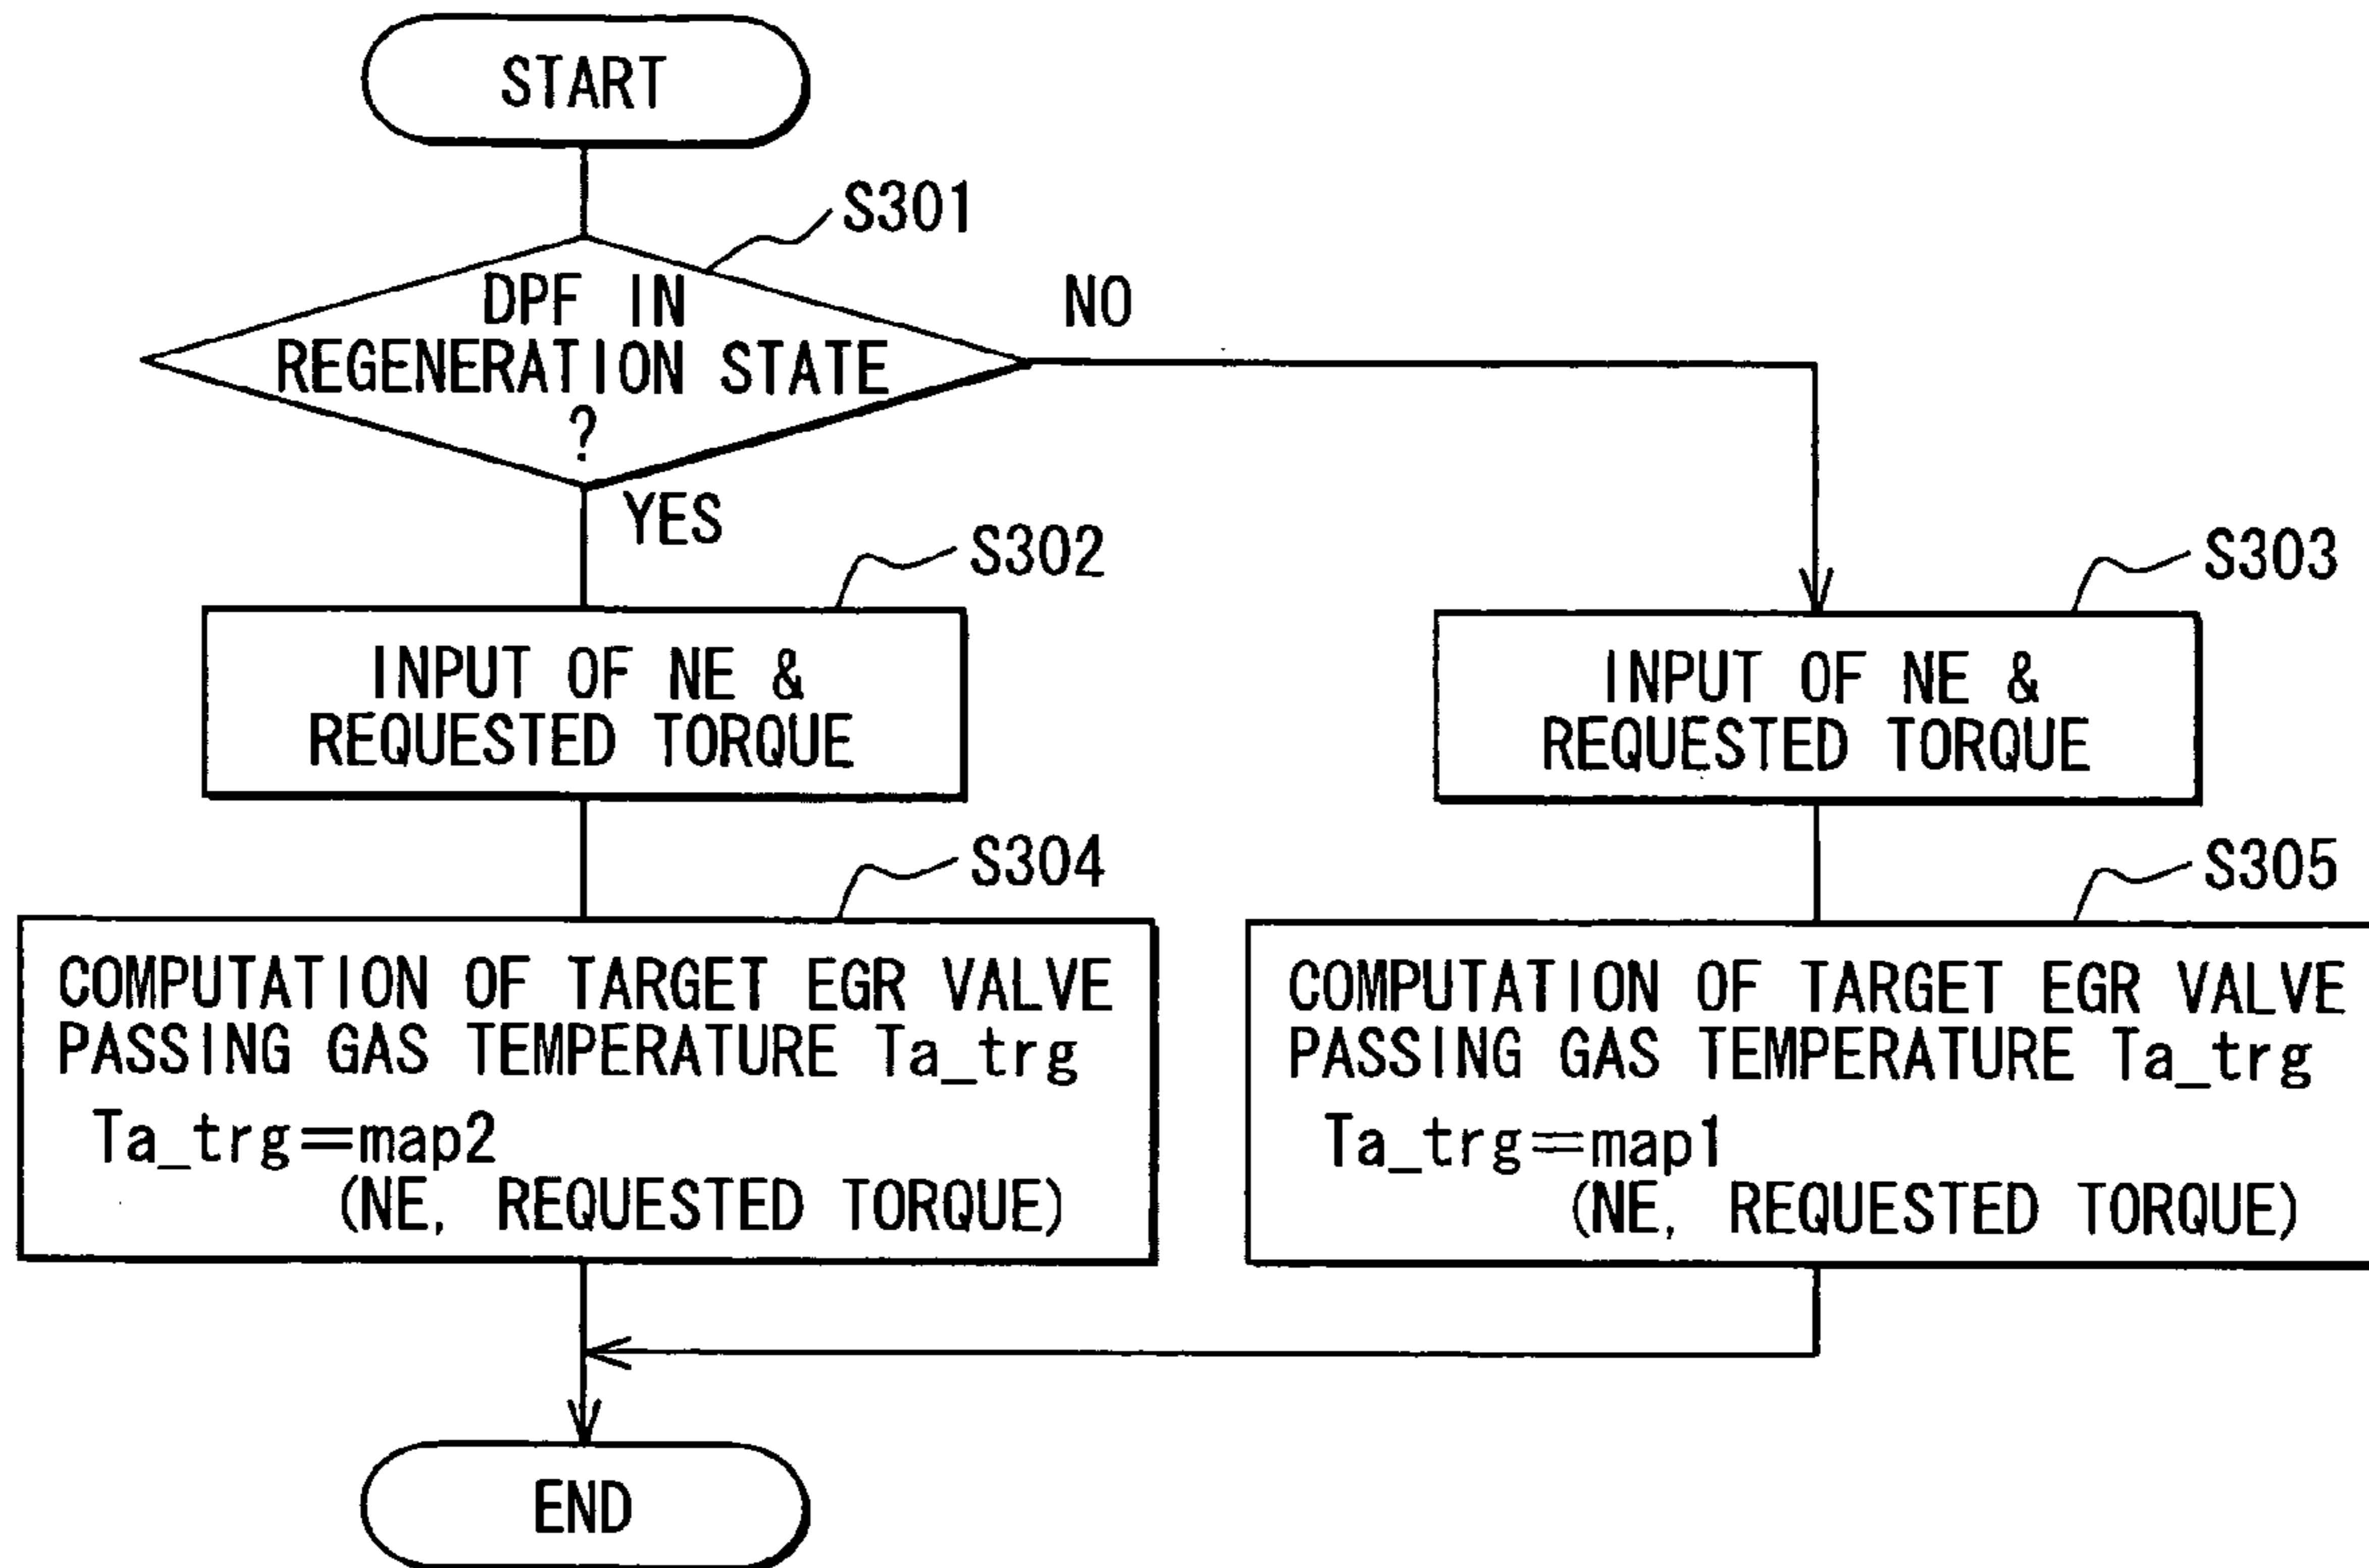 START
S301
DPF IN
REGENERATION STATE
?
NO
YES
S302
INPUT OF NE &
REQUESTED TORQUE
S303
INPUT OF NE &
REQUESTED TORQUE
S304
COMPUTATION OF TARGET EGR VALVE
PASSING GAS TEMPERATURE Ta_trg
Ta_trg=map2
(NE, REQUESTED TORQUE)
S305
COMPUTATION OF TARGET EGR VALVE
PASSING GAS TEMPERATURE Ta_trg
Ta_trg=map1
(NE, REQUESTED TORQUE)
END